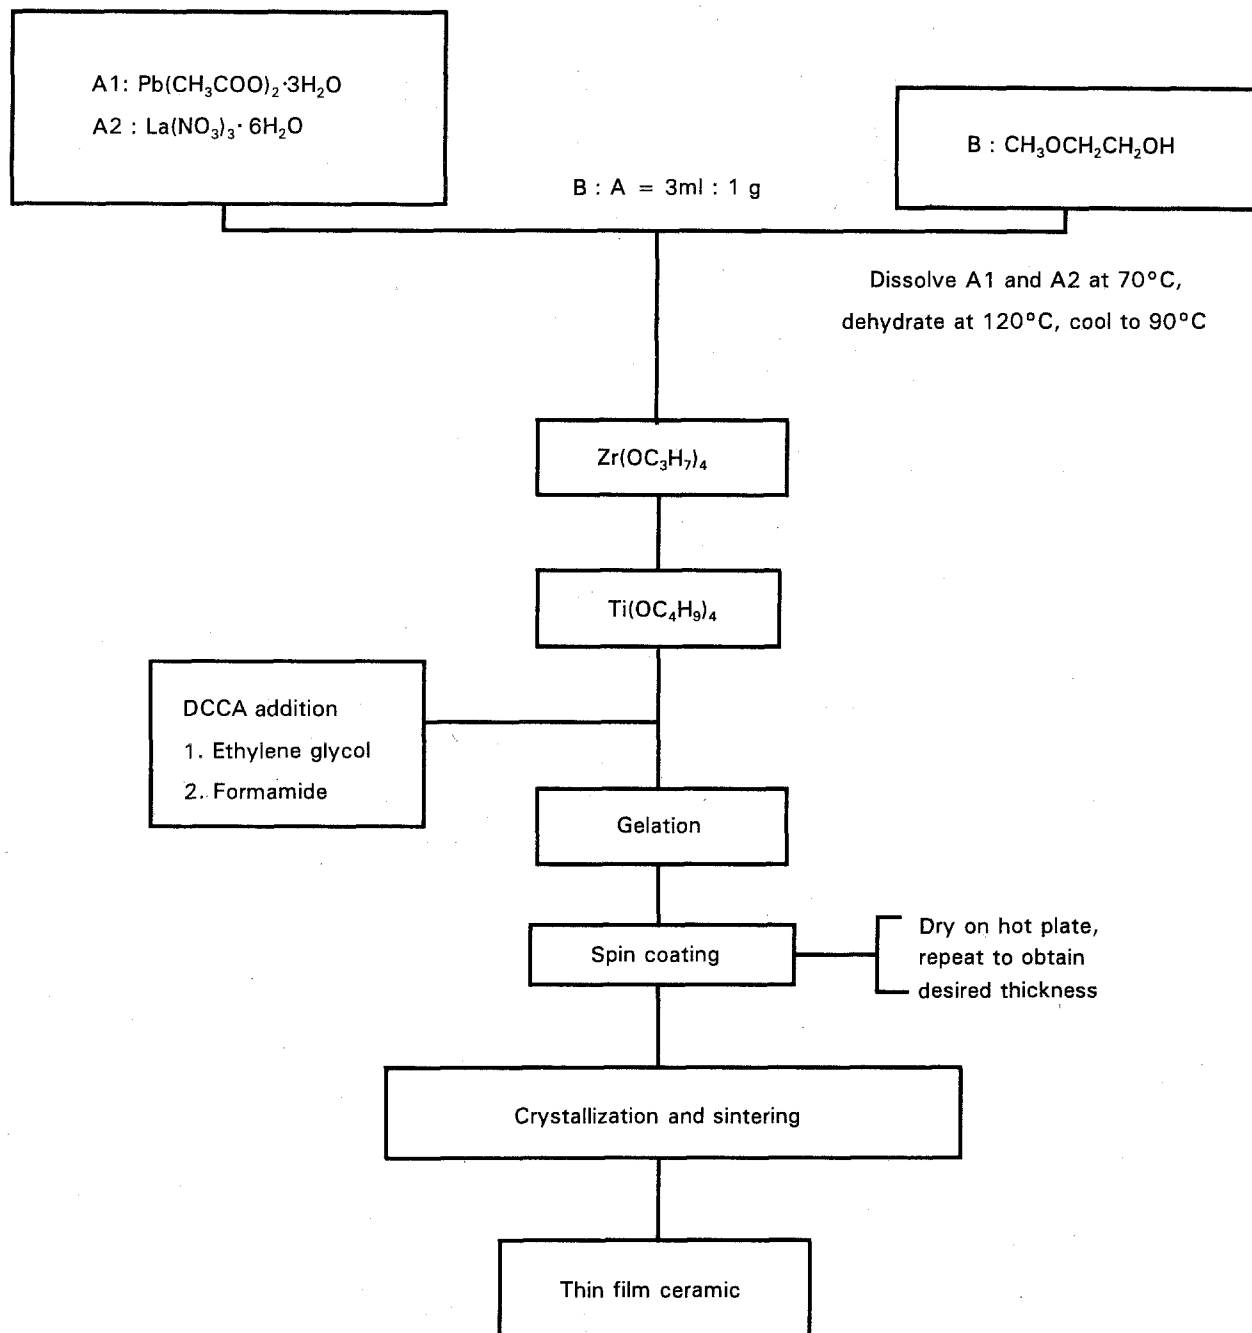 A1: Pb(CH₃COO)₂·3H₂O
A2 : La(NO₃)₃· 6H₂O
B : CH₃OCH₂CH₂OH
B : A = 3ml : 1 g
Dissolve A1 and A2 at 70°C,
dehydrate at 120°C, cool to 90°C
Zr(OC₃H₇)₄
Ti(OC₄H₉)₄
DCCA addition
1. Ethylene glycol
2. Formamide
Gelation
Spin coating
Dry on hot plate,
repeat to obtain
desired thickness
Crystallization and sintering
Thin film ceramic